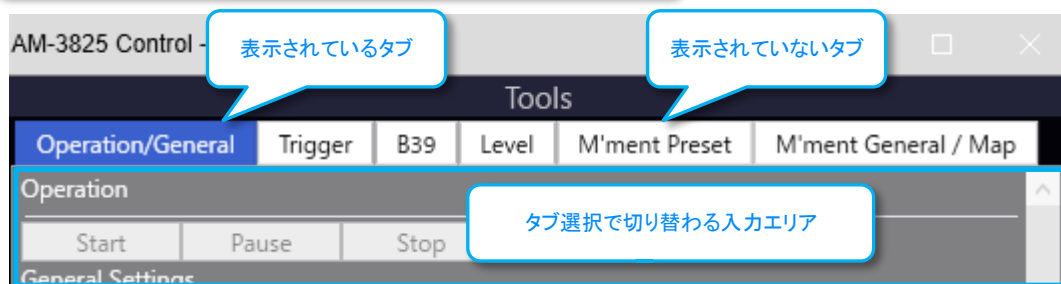 AM-3825 Control -
表示されているタブ
表示されていないタブ
Tools
Operation/General
Trigger
B39
Level
M'ment Preset
M'ment General / Map
Operation
タブ選択で切り替わる入力エリア
Start
Pause
Stop
General Settings